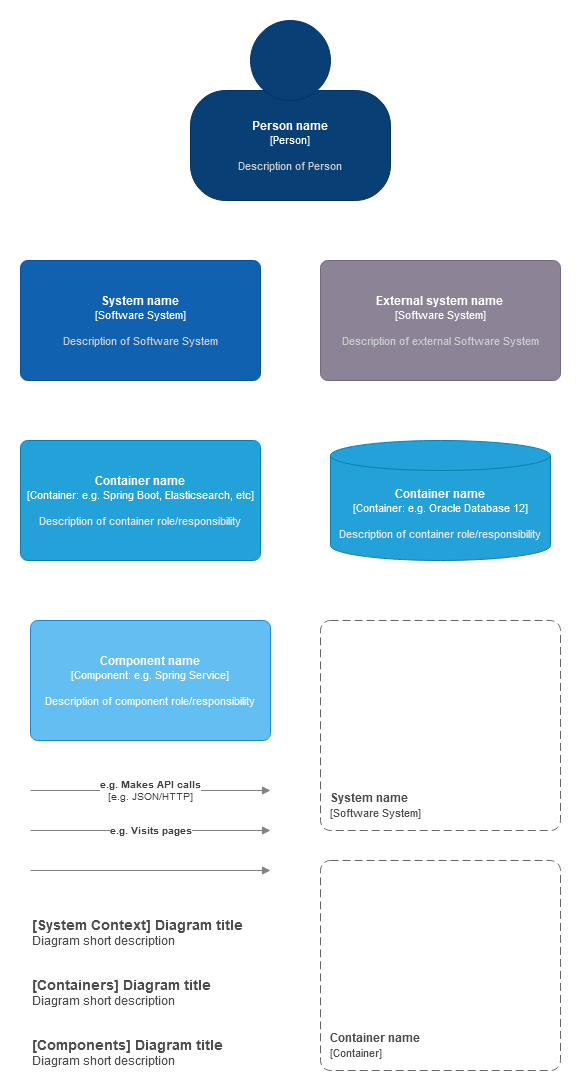 Person name
[Person]
Description of Person
System name
[Software System]
Description of Software System
External system name
[Software System]
Description of external Software System
Container name
[Container: e.g. Spring Boot, Elasticsearch, etc]
Description of container role/responsibility
Container name
[Container: e.g. Oracle Database 12]
Description of container role/responsibility
Component name
[Component: e.g. Spring Service]
Description of component role/responsibility
e.g. Makes API calls
[e.g. JSON/HTTP]
e.g. Visits pages
System name
[Software System]
[System Context] Diagram title
Diagram short description
[Containers] Diagram title
Diagram short description
[Components] Diagram title
Diagram short description
Container name
[Container]